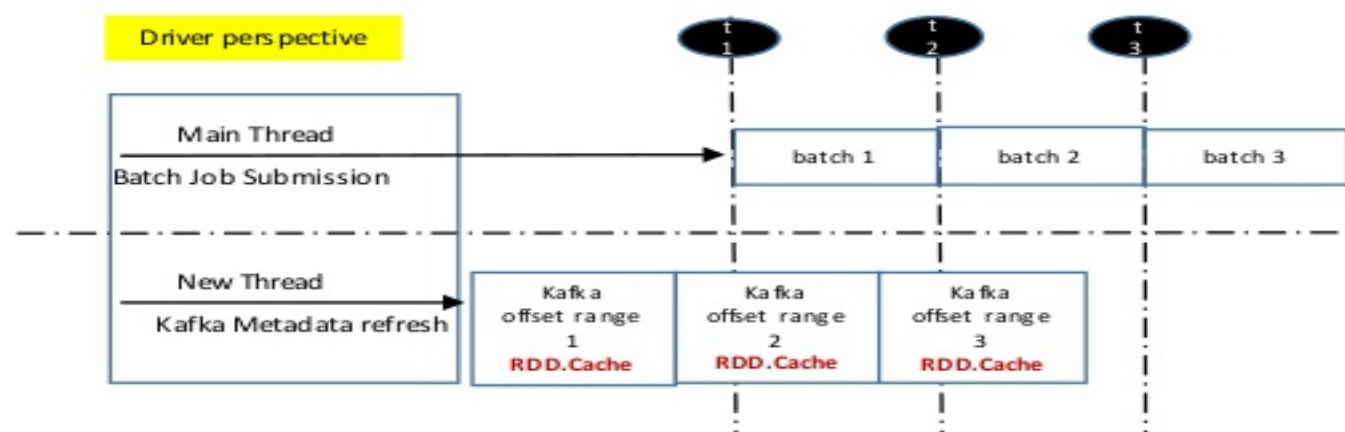 Driver perspective
t
1
t
2
t
3
Main Thread
Batch Job Submission
batch 1
batch 2
batch 3
New Thread
Kafka Metadata refresh
Kafka
offset range
1
RDD.Cache
Kafka
offset range
2
RDD.Cache
Kafka
offset range
3
RDD.Cache